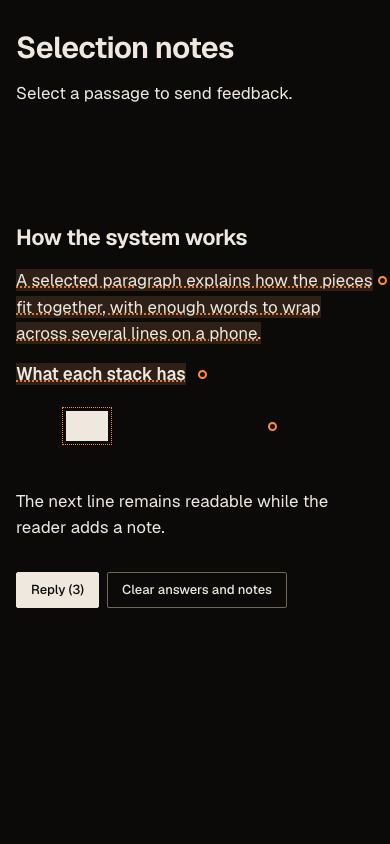 Selection notes
Select a passage to send feedback.
How the system works
A selected paragraph explains how the pieces
fit together, with enough words to wrap
across several lines on a phone.
What each stack has
The next line remains readable while the
reader adds a note.
Reply (3)
Clear answers and notes